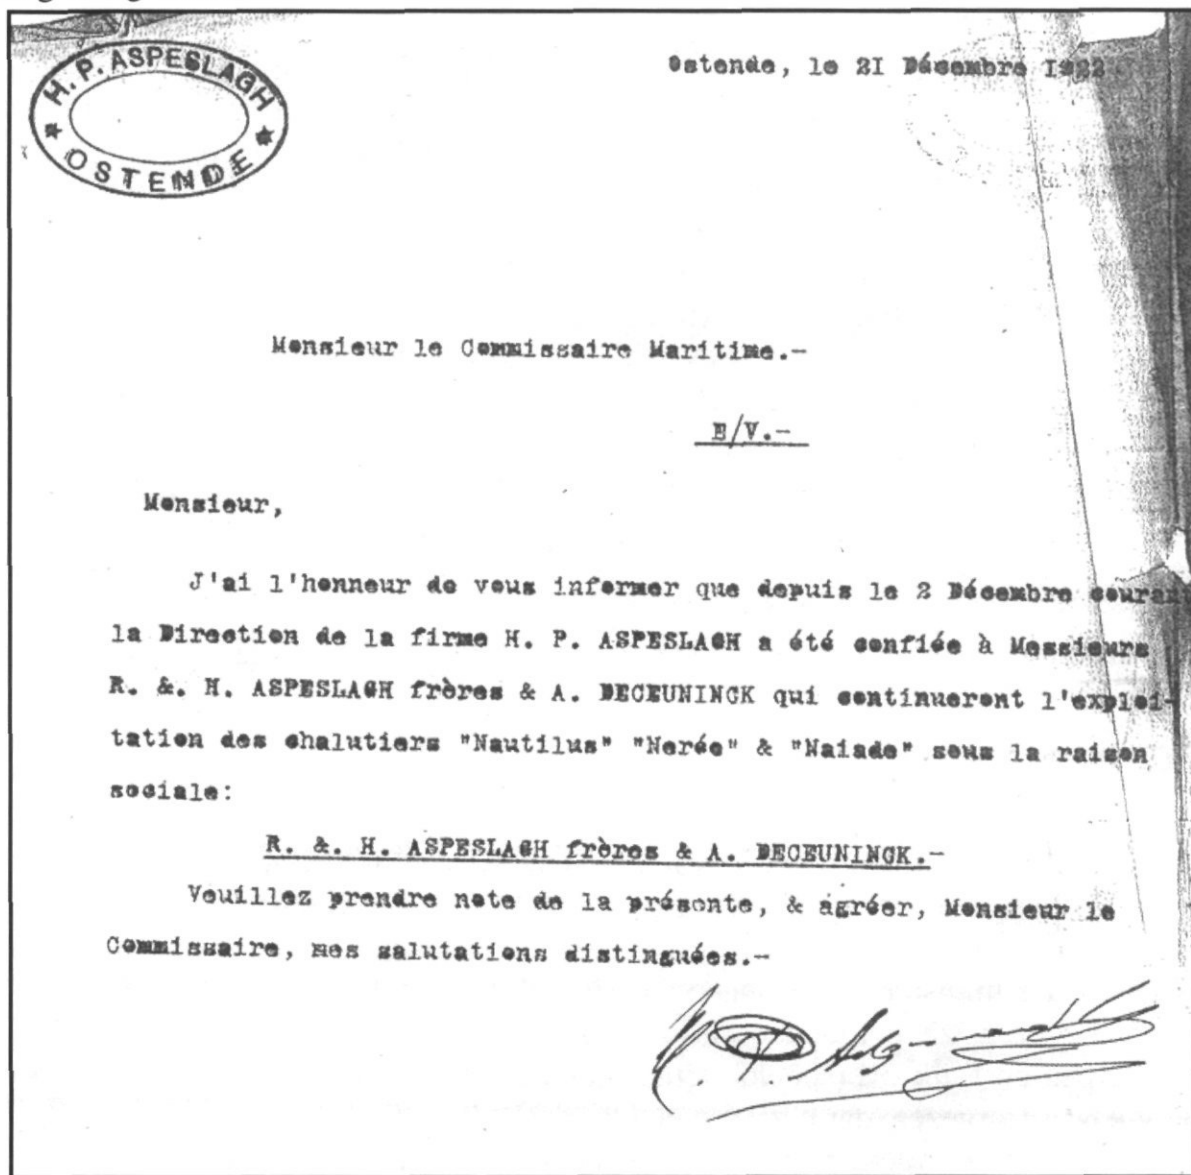 H. P. ASPESLAGH
* OSTENDE *
Ostende, le 2I Décembre I922
Monsieur le Commissaire Maritime.-
E/V.-
Monsieur,
J'ai l'honneur de vous informer que depuis le 2 Décembre courant
la Direction de la firme H. P. ASPESLAGH a été confiée à Messieurs
R. &. H. ASPESLAGH frères & A. DECEUNINCK qui continueront l'exploi-
tation des chalutiers "Nautilus" "Nerée" & "Naiade" sous la raison
sociale:
R. &. H. ASPESLAGH frères & A. DECEUNINCK.-
Veuillez prendre note de la présente, & agréer, Monsieur le
Commissaire, mes salutations distinguées.-